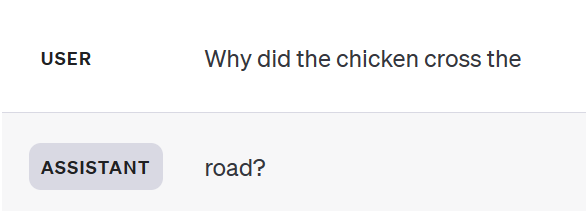 USER Why did the chicken cross the
ASSISTANT road?